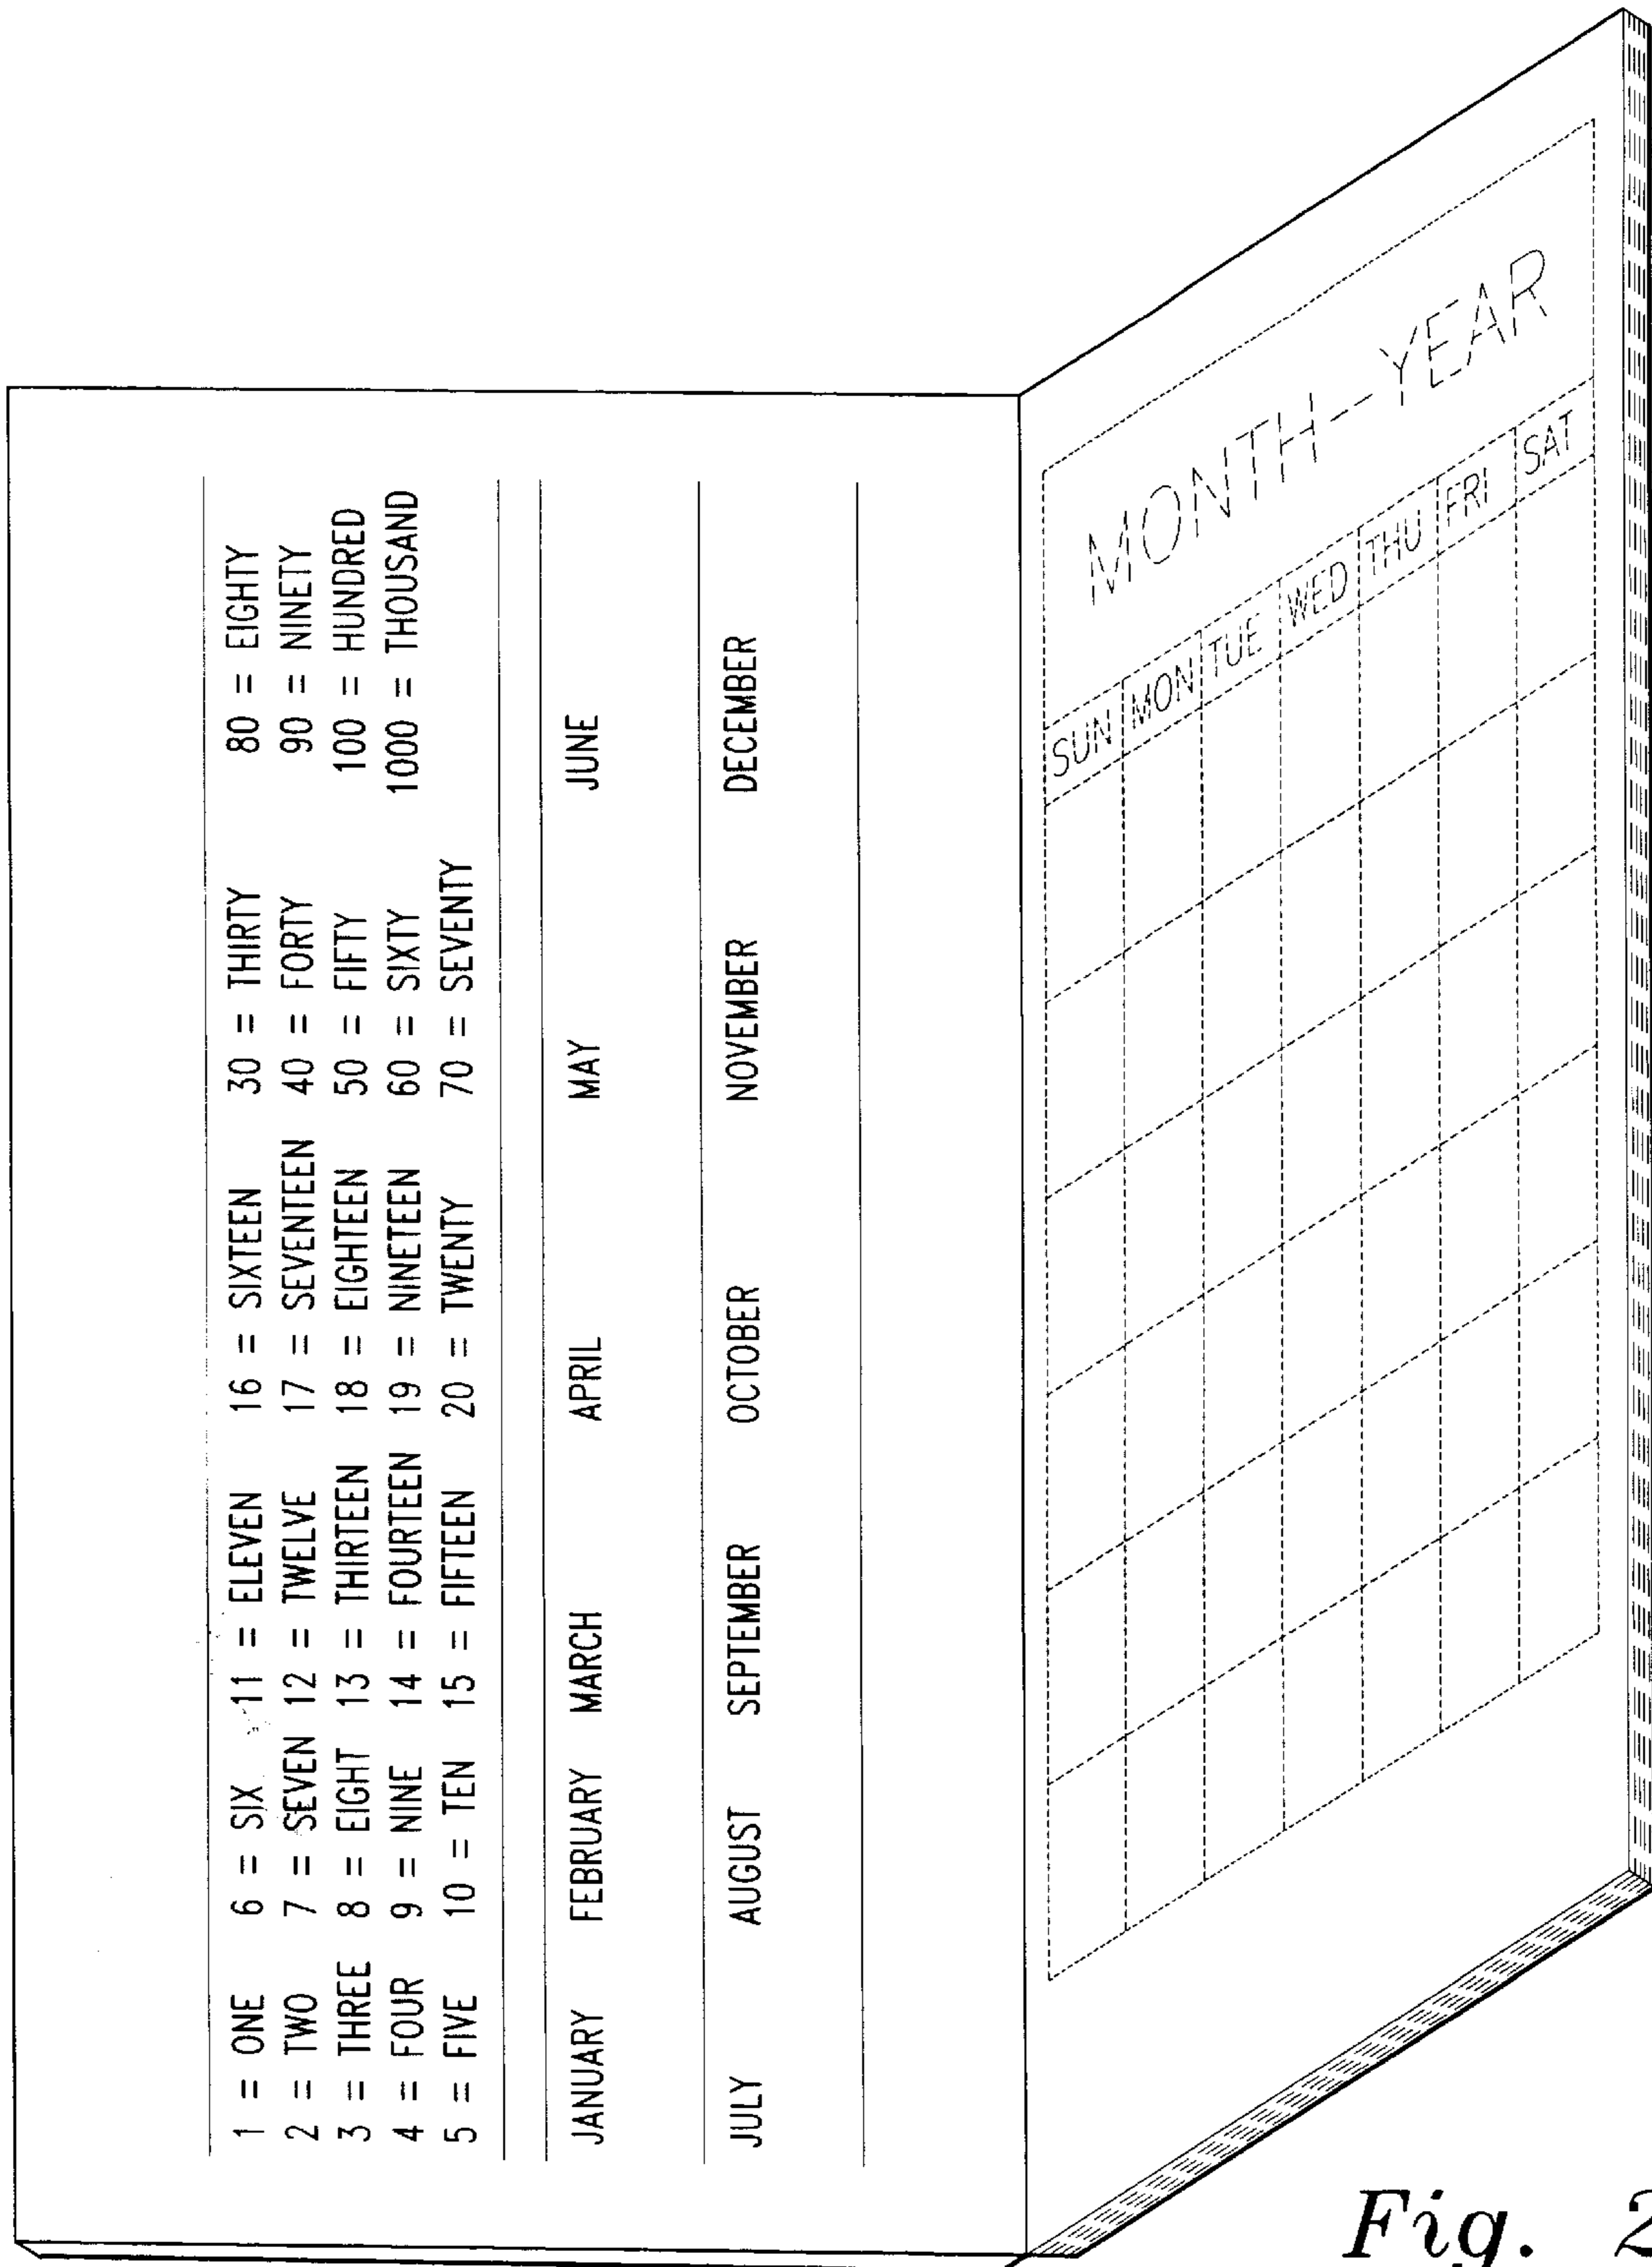 1 = ONE 6 = SIX 11 = ELEVEN 16 = SIXTEEN 30 = THIRTY 80 = EIGHTY
2 = TWO 7 = SEVEN 12 = TWELVE 17 = SEVENTEEN 40 = FORTY 90 = NINETY
3 = THREE 8 = EIGHT 13 = THIRTEEN 18 = EIGHTEEN 50 = FIFTY 100 = HUNDRED
4 = FOUR 9 = NINE 14 = FOURTEEN 19 = NINETEEN 60 = SIXTY 1000 = THOUSAND
5 = FIVE 10 = TEN 15 = FIFTEEN 20 = TWENTY 70 = SEVENTY
JANUARY FEBRUARY MARCH APRIL MAY JUNE
JULY AUGUST SEPTEMBER OCTOBER NOVEMBER DECEMBER
MONTH-YEAR
SUN MON TUE WED THU FRI SAT
Fig. 2